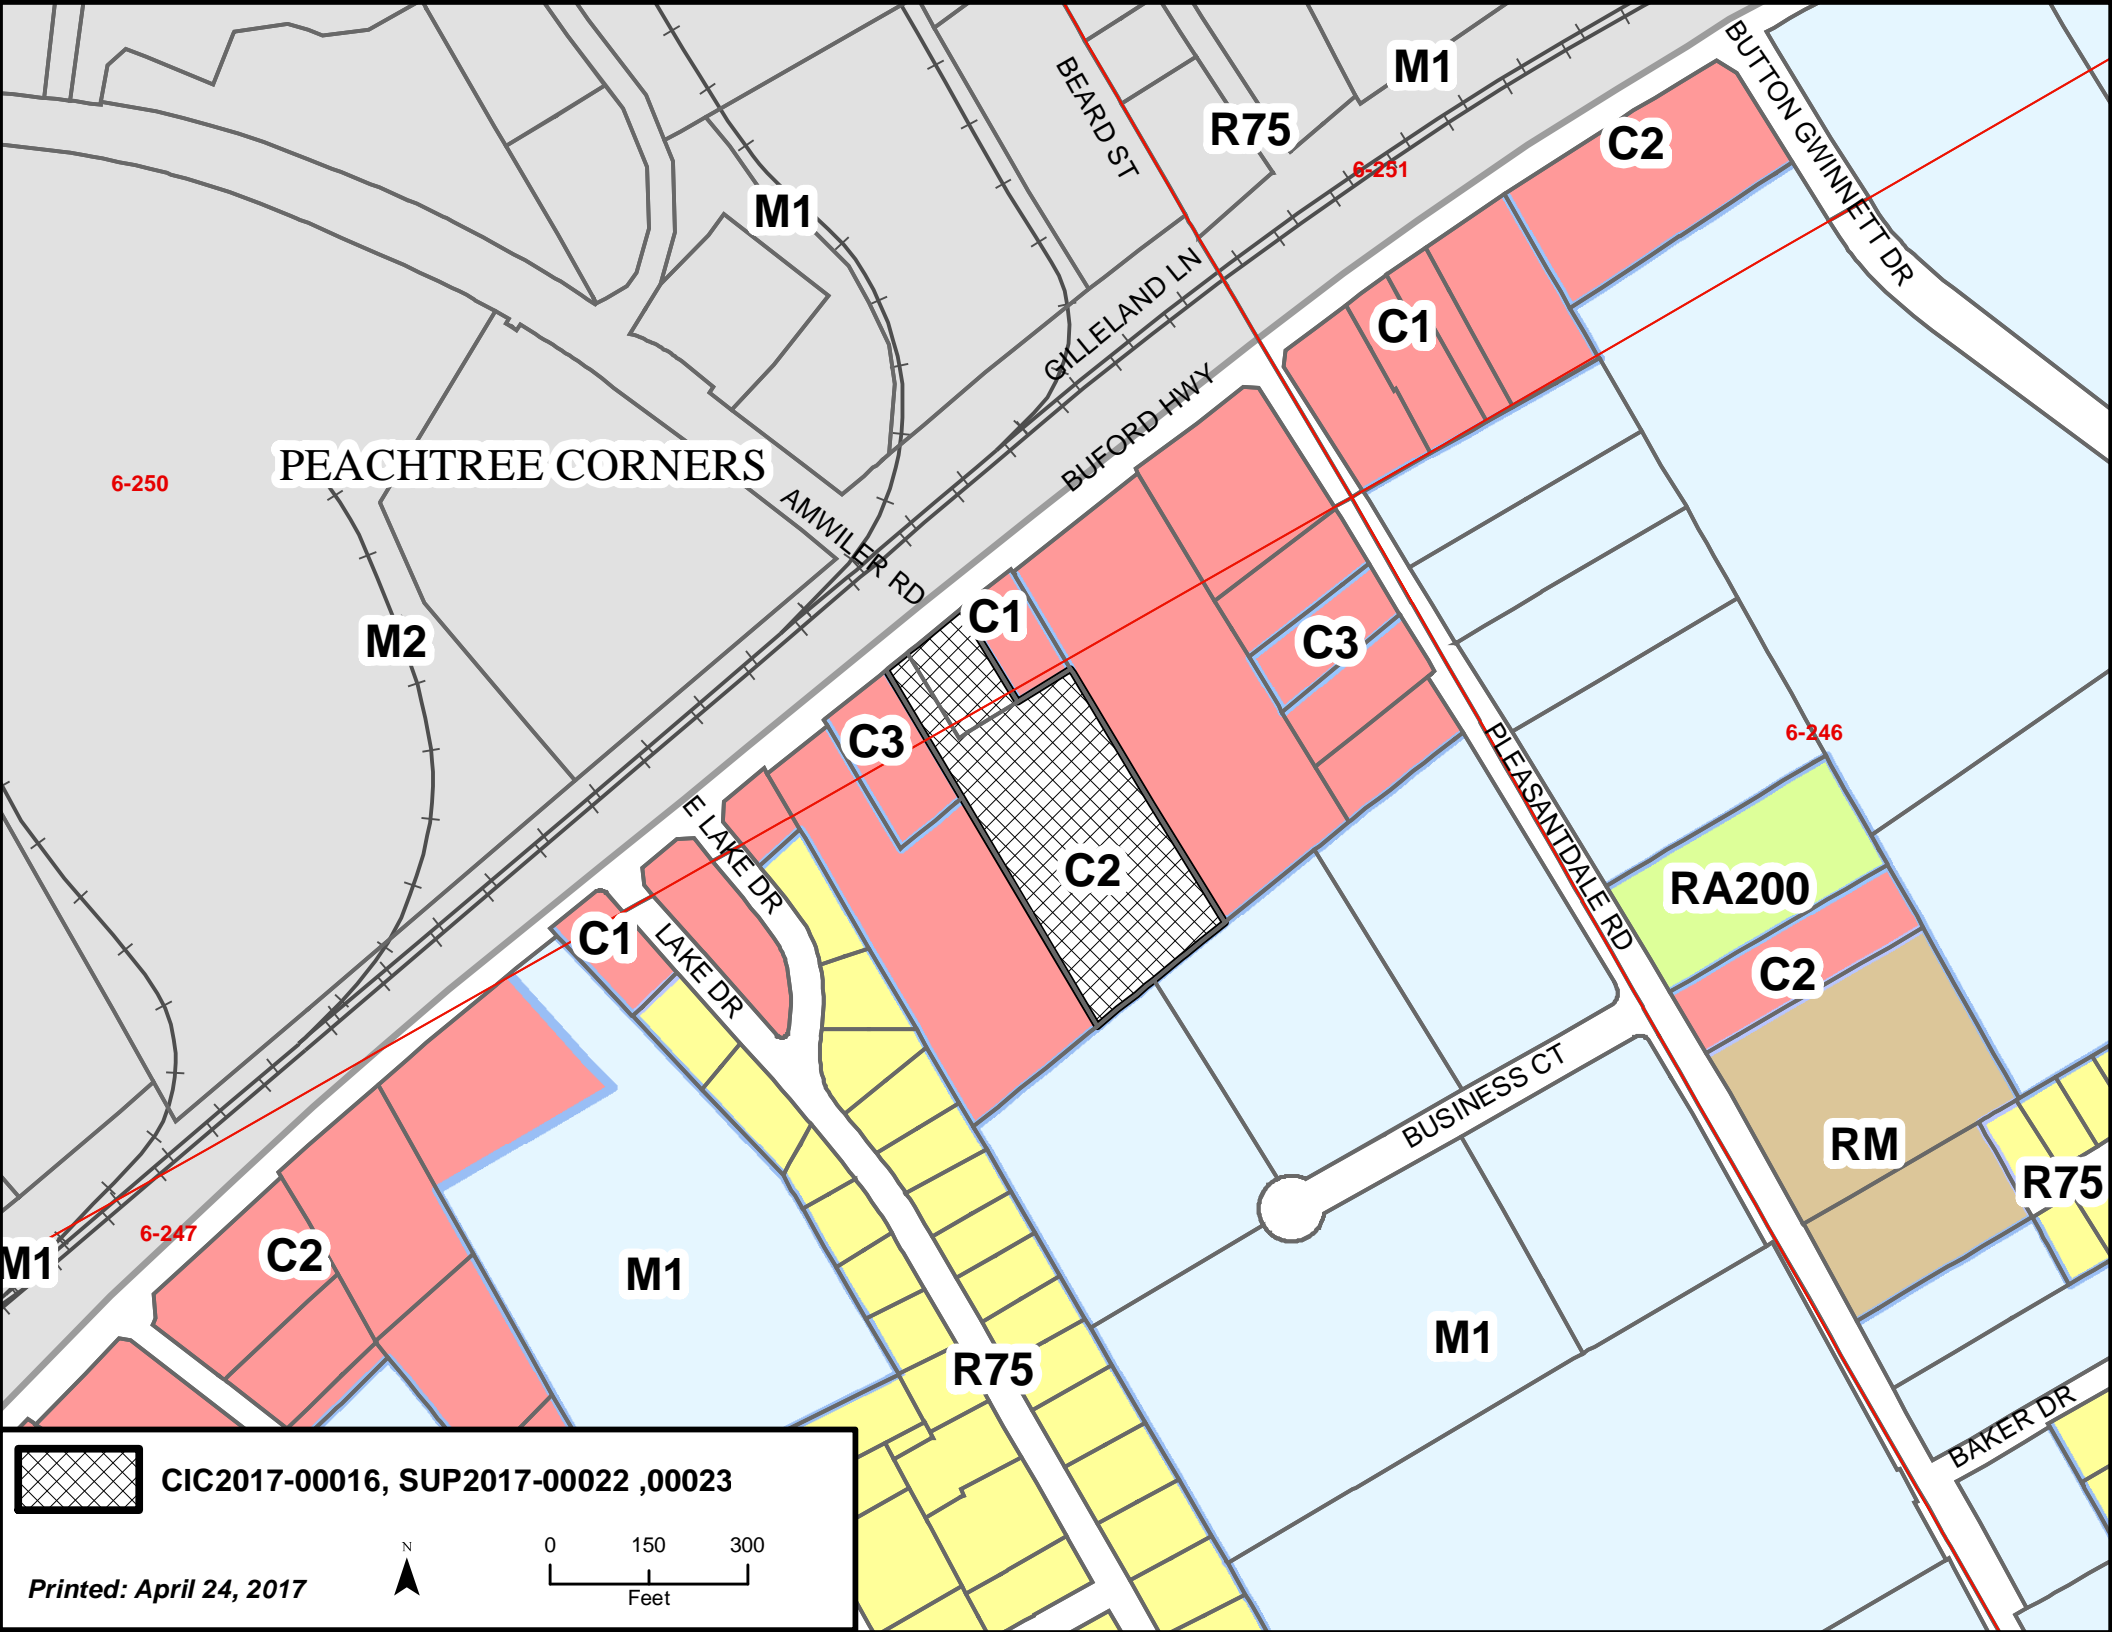 BUTTON GWINNETT DR
M1
BEARD ST
R75
C2
6-251
M1
GILLELAND LN
C1
BUFORD HWY
PEACHTREE CORNERS
6-250
AMWILER RD
C1
M2
C3
C3
6-246
PLEASANTDALE RD
E LAKE DR
C2
RA200
C1
LAKE DR
C2
BUSINESS CT
RM
R75
6-247
C2
M1
M1
M1
R75
BAKER DR
CIC2017-00016, SUP2017-00022 ,00023
N
0 150 300
Feet
Printed: April 24, 2017